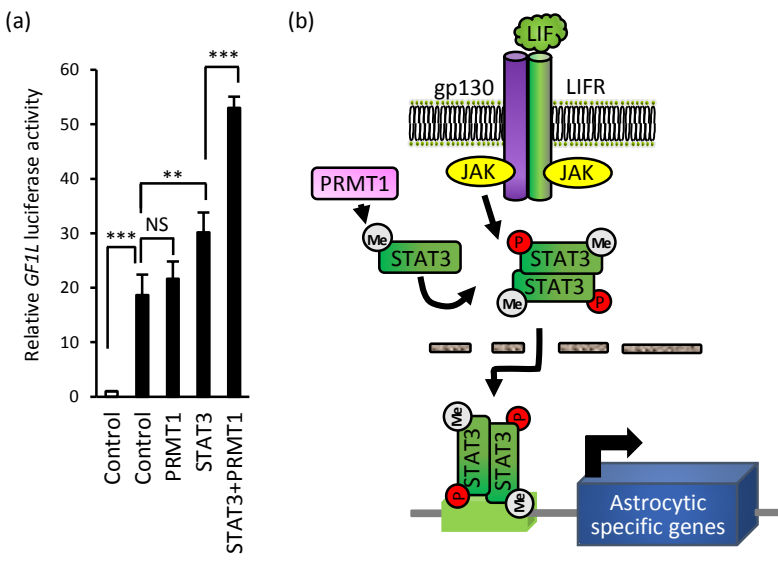 (a)
Relative GF1L luciferase activity
60
50
40
30
20
10
0
***
NS
**
***
Control
Control
PRMT1
STAT3
STAT3+PRMT1
(b)
LIF
gp130
LIFR
JAK
JAK
PRMT1
Me
STAT3
P
Me
STAT3
STAT3
Me
P
Me
P
STAT3
STAT3
P
Me
Astrocytic
specific genes